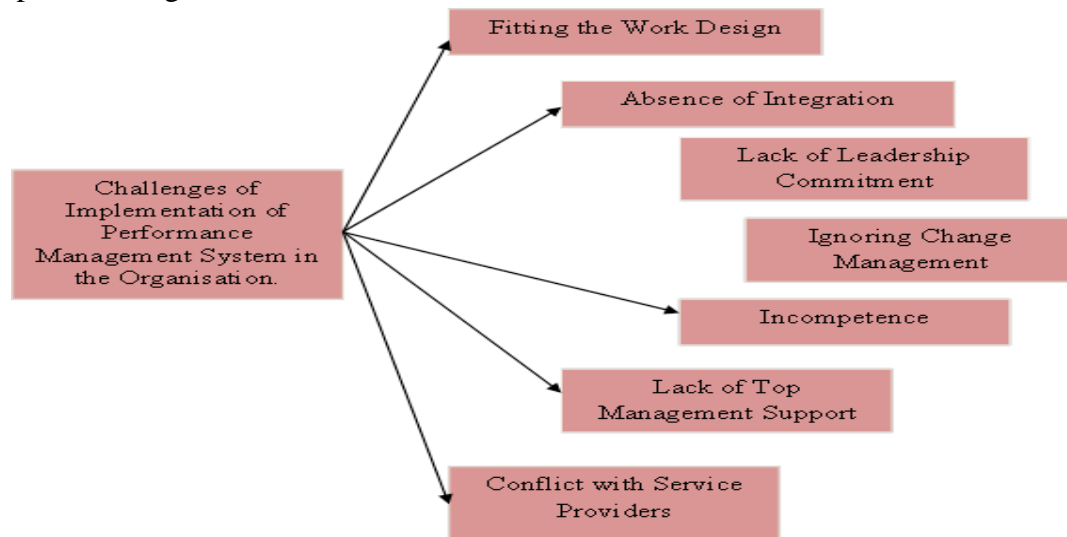 Fitting the Work Design
Absence of Integration
Lack of Leadership
Commitment
Challenges of
Implementation of
Performance
Management System in
the Organisation.
Ignoring Change
Management
Incompetence
Lack of Top
Management Support
Conflict with Service
Providers